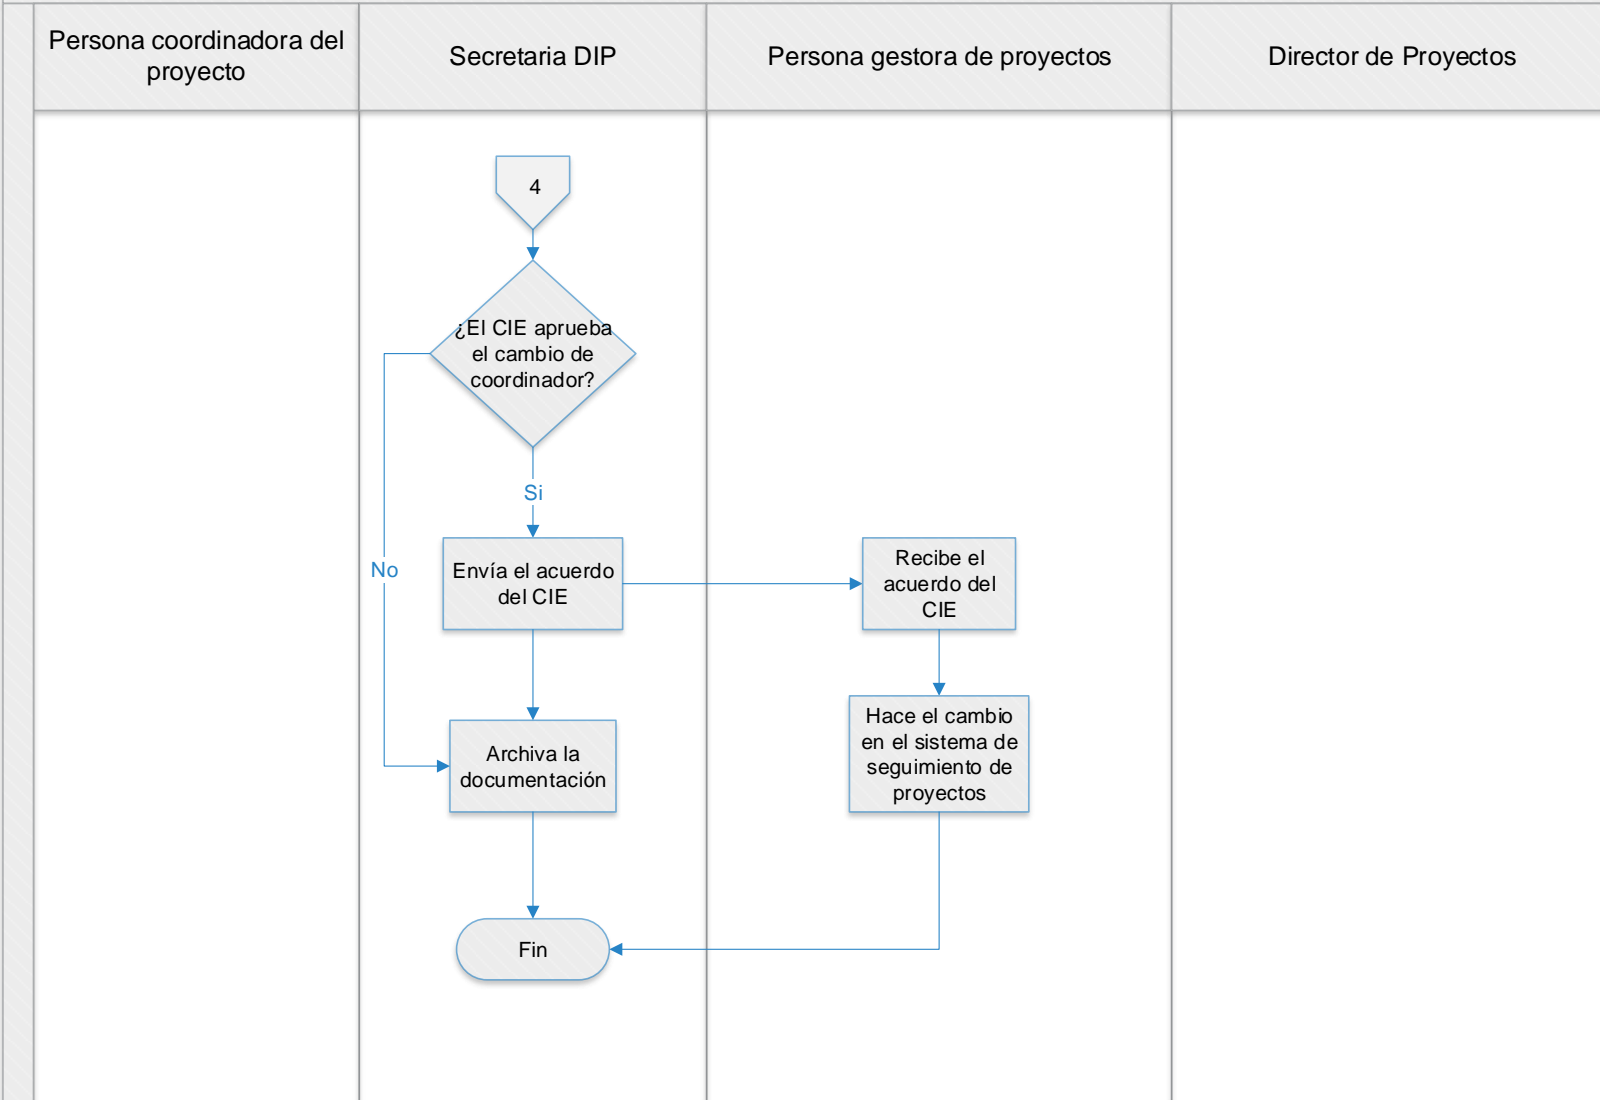 Persona coordinadora del
proyecto
Secretaria DIP
Persona gestora de proyectos
Director de Proyectos
4
¿El CIE aprueba
el cambio de
coordinador?
Si
No
Envía el acuerdo
del CIE
Recibe el
acuerdo del
CIE
Archiva la
documentación
Hace el cambio
en el sistema de
seguimiento de
proyectos
Fin